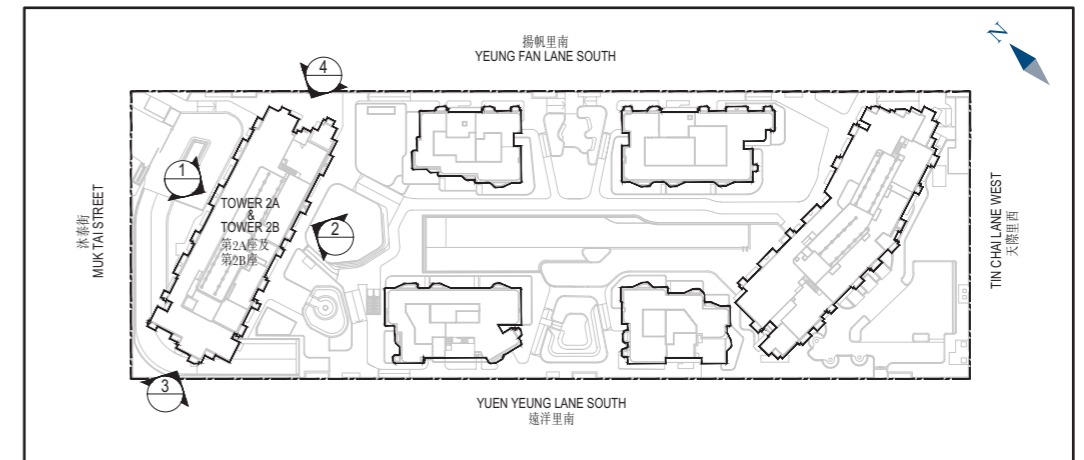 揚帆里南
YEUNG FAN LANE SOUTH
N
4
1
沐泰街
MUK TAI STREET
TOWER 2A
&
TOWER 2B
第2A座及
第2B座
2
TIN CHAI LANE WEST
天際里西
3
YUEN YEUNG LANE SOUTH
遠洋里南